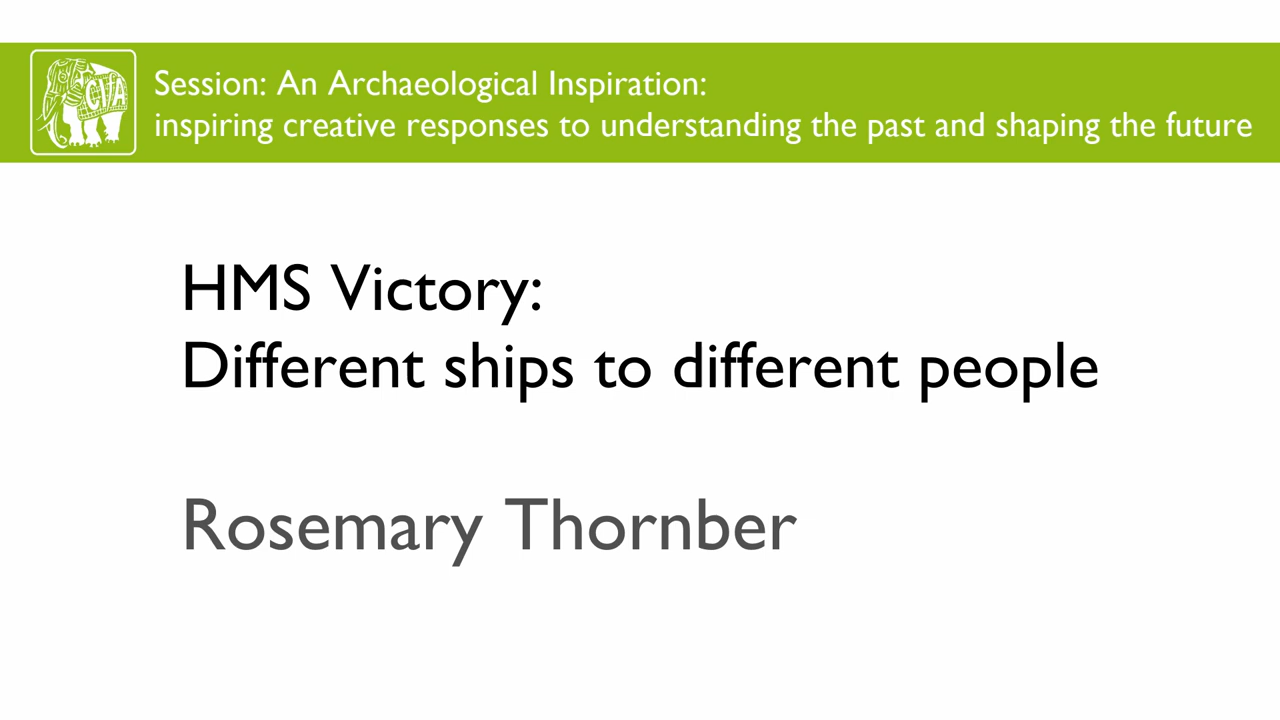 CVA
Session: An Archaeological Inspiration:
inspiring creative responses to understanding the past and shaping the future
HMS Victory:
Different ships to different people
Rosemary Thornber